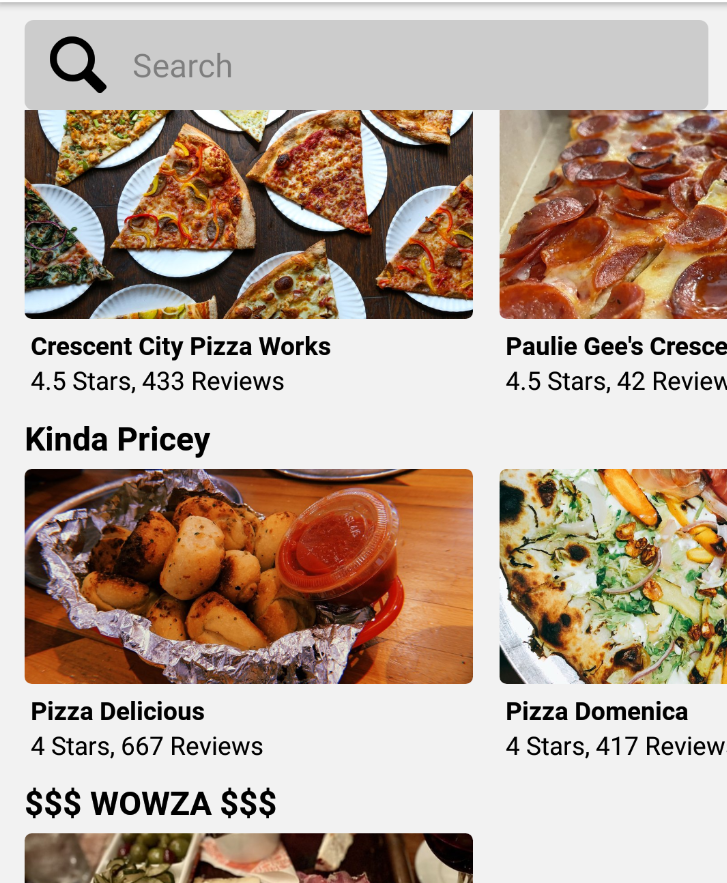 Search
Crescent City Pizza Works
4.5 Stars, 433 Reviews
Paulie Gee's Cresce
4.5 Stars, 42 Review
Kinda Pricey
Pizza Delicious
4 Stars, 667 Reviews
Pizza Domenica
4 Stars, 417 Review
$$$ WOWZA $$$